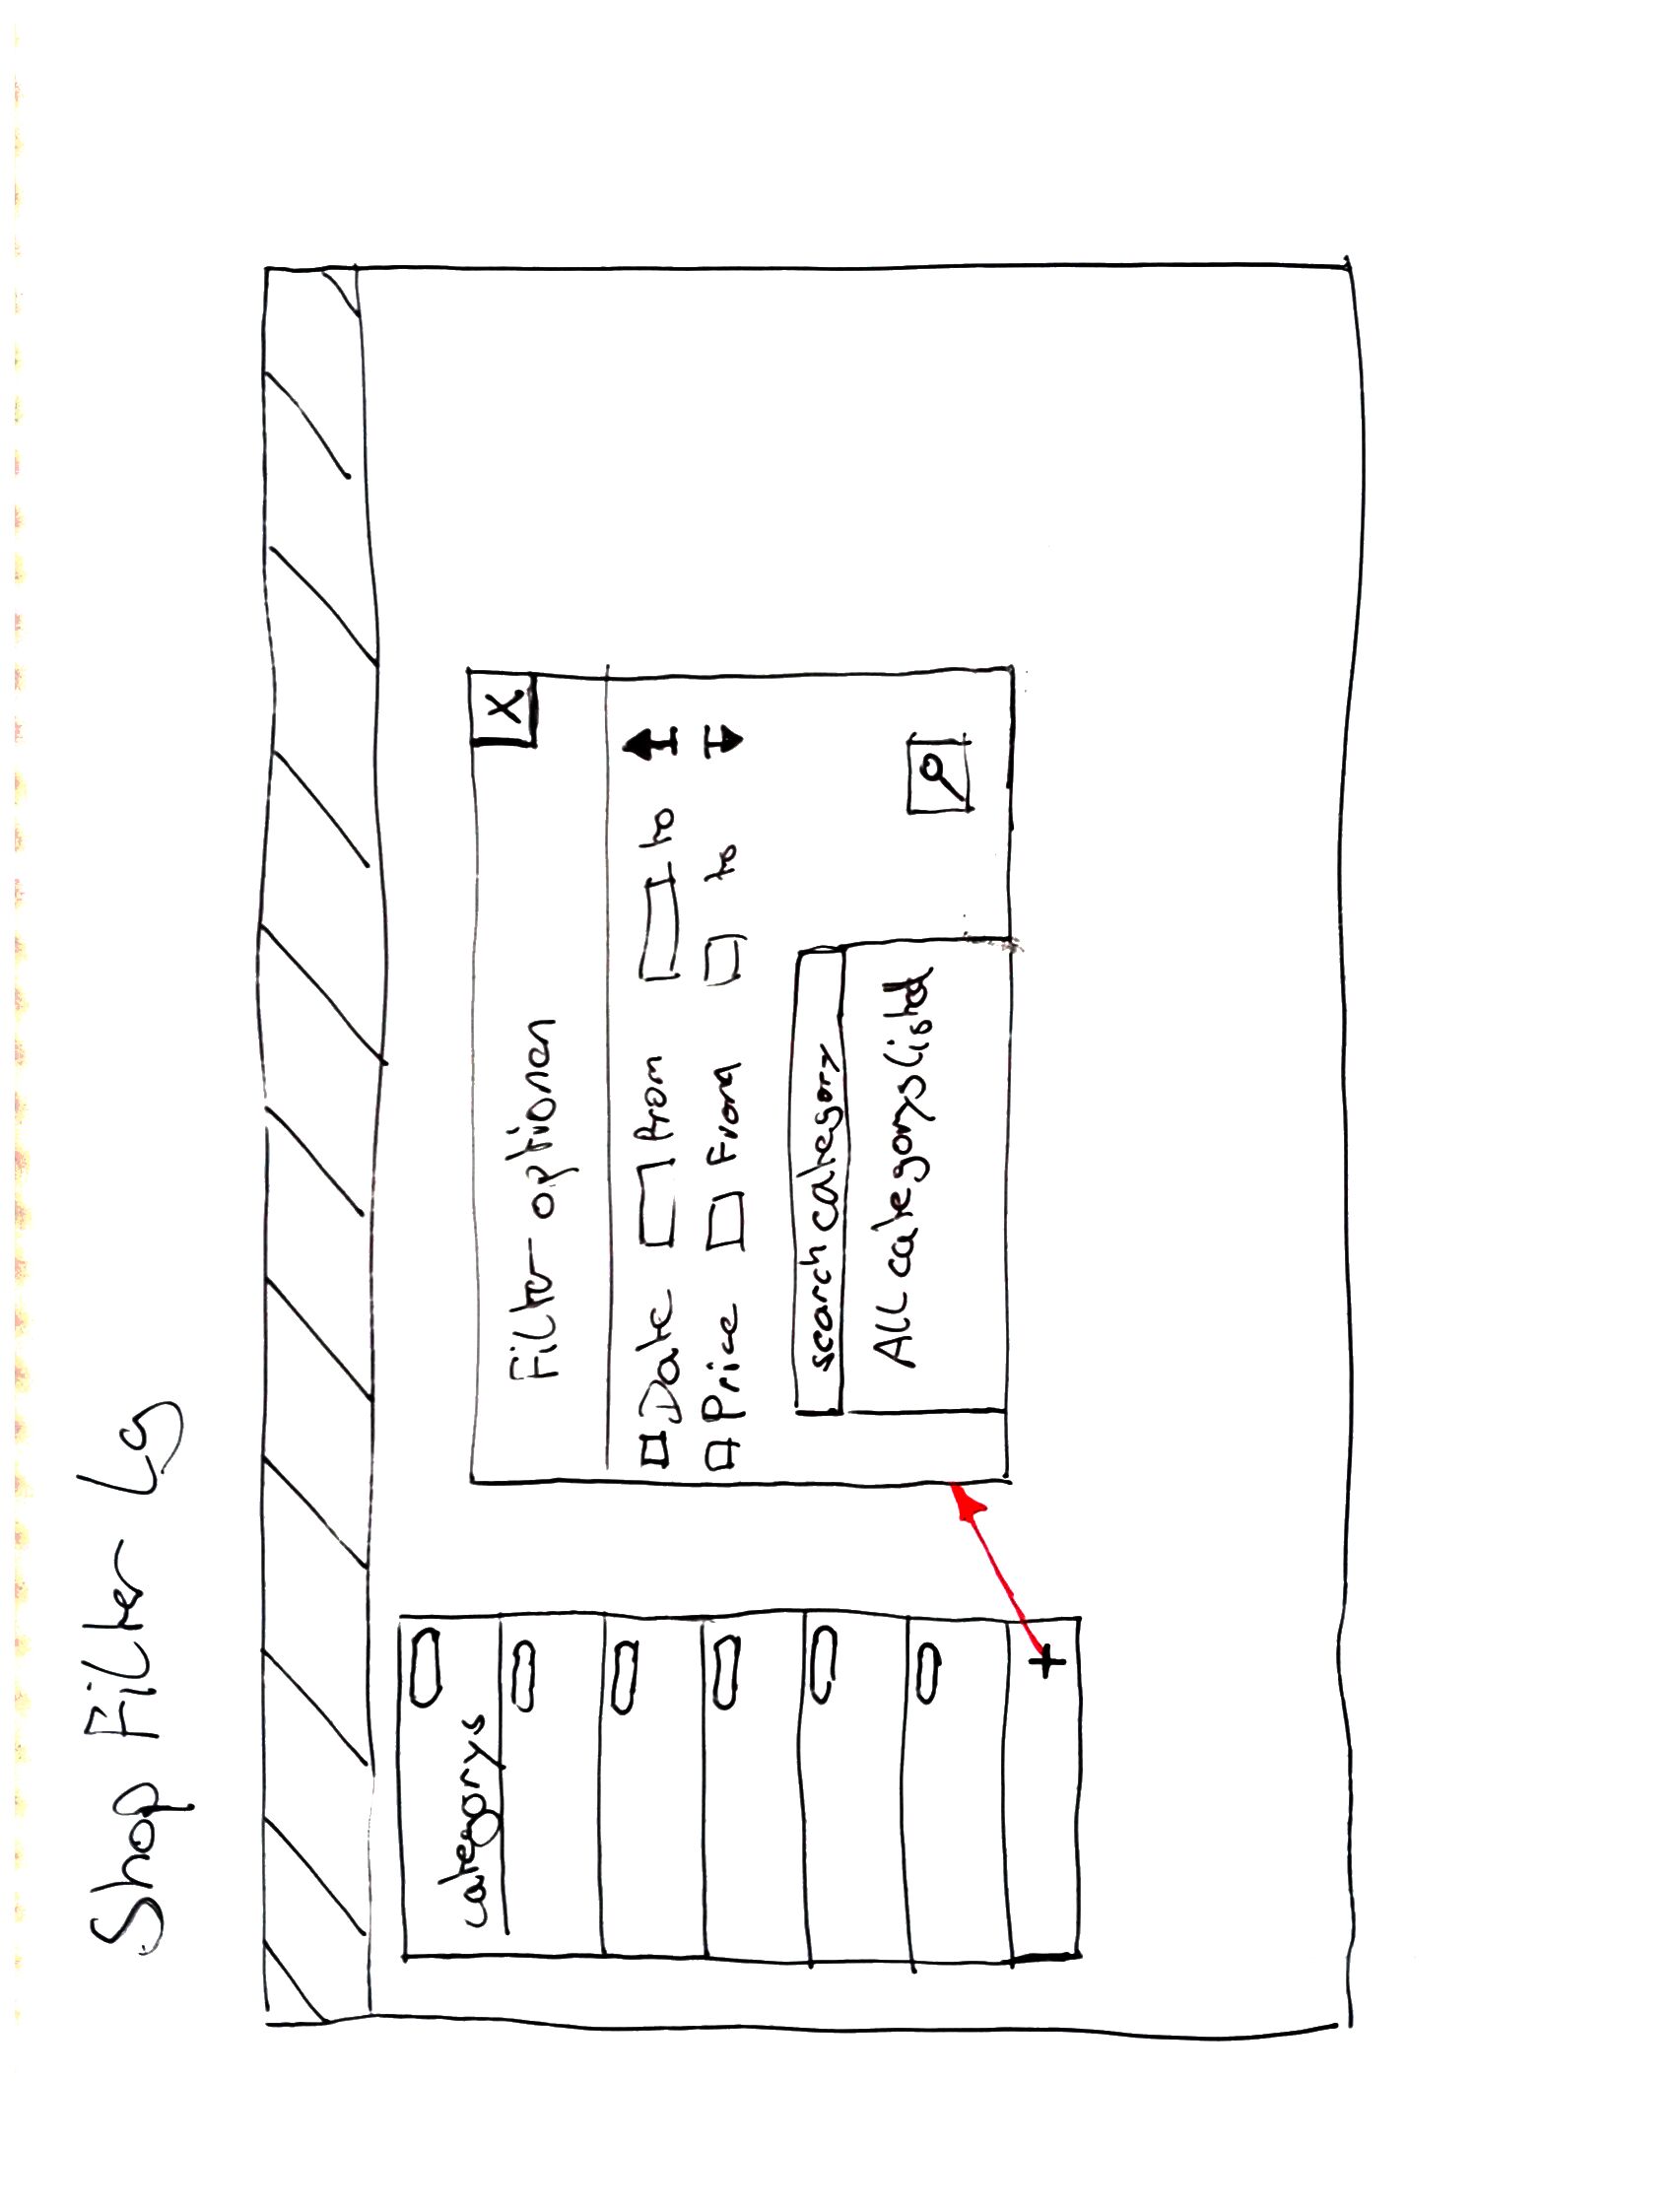 Shop Filter Lg
categorys
X
Filter optionen
Date from to
Price From to
search category
All categorys listed
+